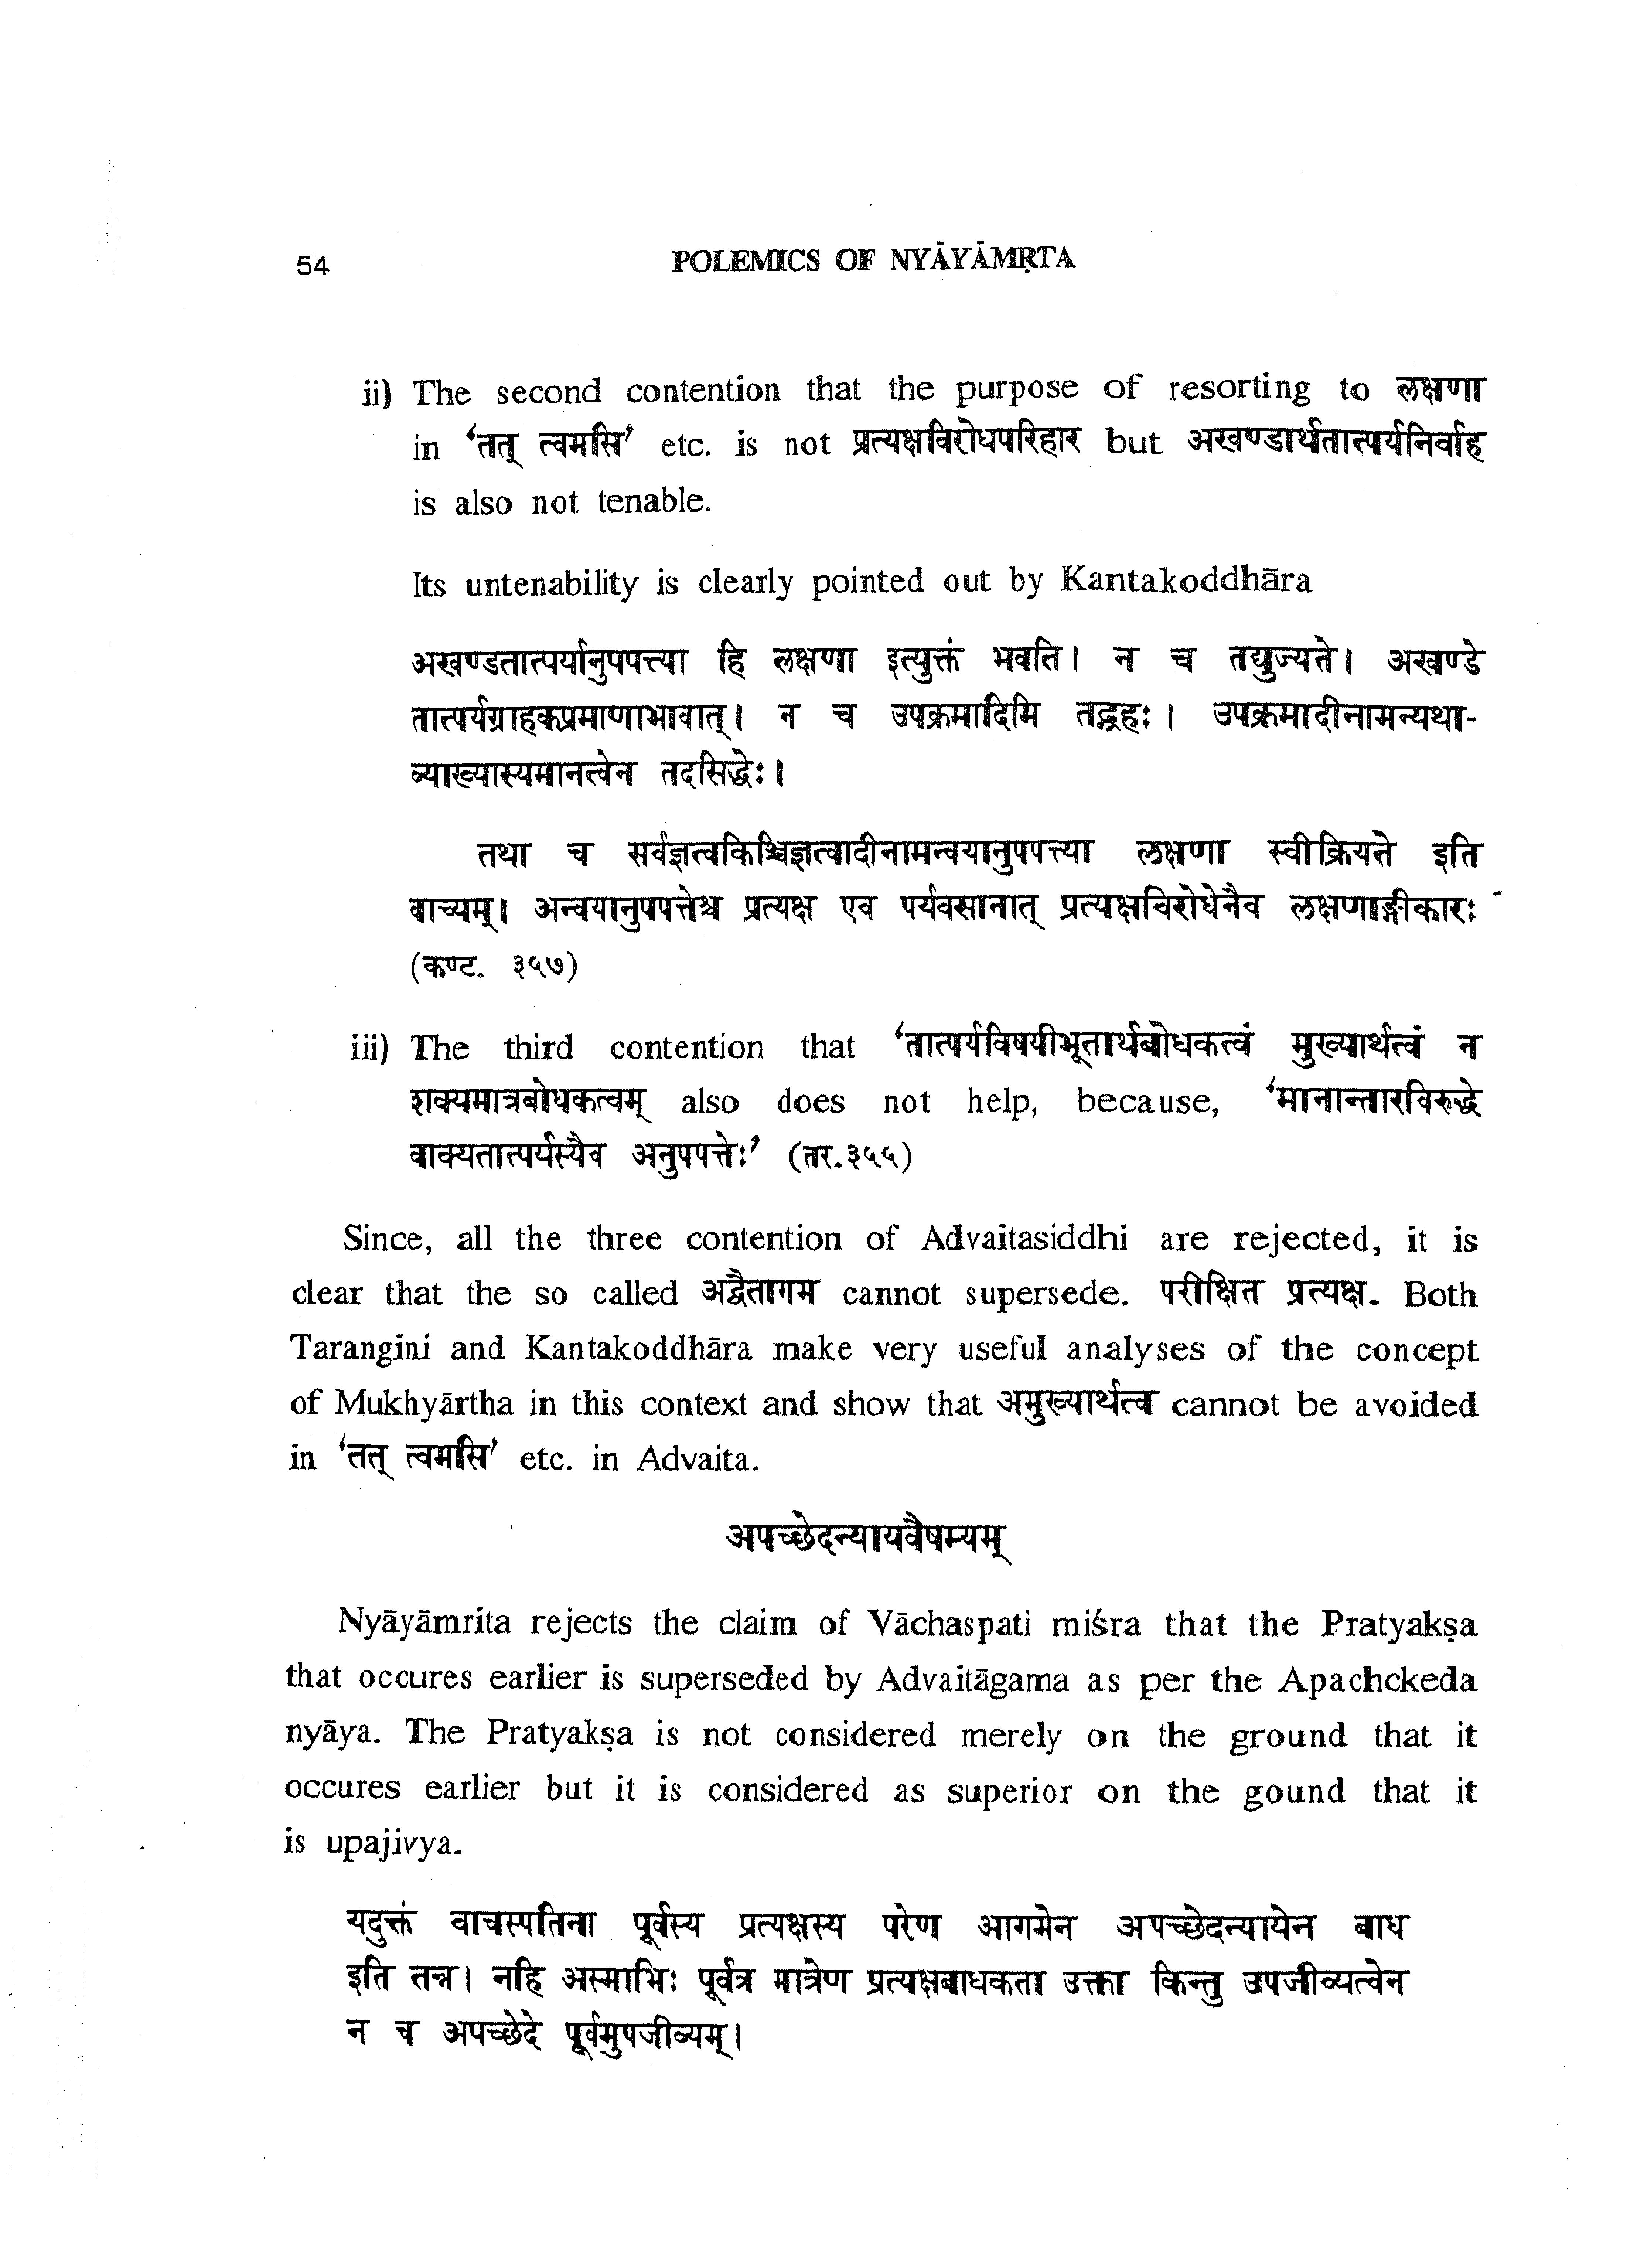 54 POLEMICS OF NYĀYĀMṚTA
ii) The second contention that the purpose of resorting to लक्षणा
in ‘तत् त्वमसि’ etc. is not प्रत्यक्षविरोधपरिहार but अखण्डार्थतात्पर्यनिर्वाह
is also not tenable.
Its untenability is clearly pointed out by Kantakoddhāra
अखण्डतात्पर्यानुपपत्त्या हि लक्षणा इत्युक्तं भवति। न च तद्युज्यते। अखण्डे
तात्पर्यग्राहकप्रमाणाभावात्। न च उपक्रमादिमि तद्ग्रहः। उपक्रमादीनामन्यथा-
व्याख्यास्यमानत्वेन तदसिद्धेः।
तथा च सर्वज्ञत्वकिञ्चिज्ञत्वादीनामन्वयानुपपत्त्या लक्षणा स्वीक्रियते इति
वाच्यम्। अन्वयानुपपत्तेश्च प्रत्यक्ष एव पर्यवसानात् प्रत्यक्षविरोधेनैव लक्षणाङ्गीकारः
(कण्ट. ३५७)
iii) The third contention that ‘तात्पर्यविषयीभूतार्थबोधकत्वं मुख्यार्थत्वं न
शक्यमात्रबोधकत्वम् also does not help, because, ‘मानान्तारविरुद्धे
वाक्यतात्पर्यस्यैव अनुपपत्तेः’ (तर.३५५)
Since, all the three contention of Advaitasiddhi are rejected, it is
clear that the so called अद्वैतागम cannot supersede. परीक्षित प्रत्यक्ष. Both
Tarangini and Kantakoddhāra make very useful analyses of the concept
of Mukhyārtha in this context and show that अमुख्यार्थत्व cannot be avoided
in ‘तत् त्वमसि’ etc. in Advaita.
अपच्छेदन्यायवैषम्यम्
Nyāyāmrita rejects the claim of Vāchaspati miśra that the Pratyakṣa
that occures earlier is superseded by Advaitāgama as per the Apachckeda
nyāya. The Pratyakṣa is not considered merely on the ground that it
occures earlier but it is considered as superior on the gound that it
is upajivya.
यदुक्तं वाचस्पतिना पूर्वस्य प्रत्यक्षस्य परेण आगमेन अपच्छेदन्यायेन बाध
इति तन्न। नहि अस्माभिः पूर्वत्र मात्रेण प्रत्यक्षबाधकता उक्ता किन्तु उपजीव्यत्वेन
न च अपच्छेदे पूर्वमुपजीव्यम्।